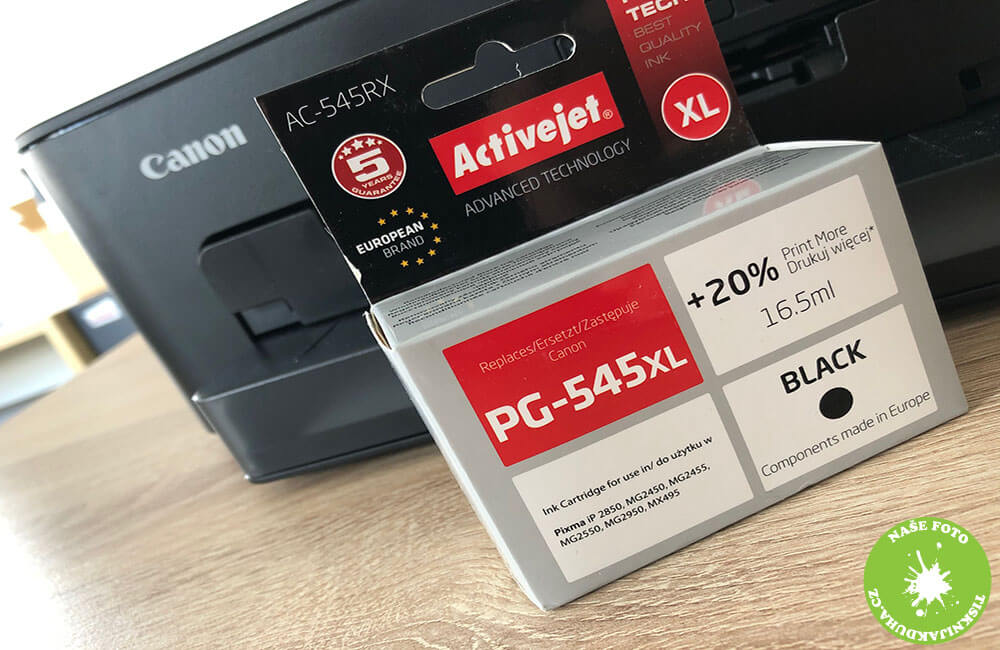 Canon
AC-545RX
TECH
BEST
QUALITY
INK
XL
5
YEARS
GUARANTEE
Activejet®
ADVANCED TECHNOLOGY
EUROPEAN
BRAND
Replaces/Ersetzt/Zastępuje
Canon
PG-545XL
+20% Print More
Drukuj więcej*
16.5ml
BLACK
Components made in Europe
Ink Cartridge for use in/ do użytku w
Pixma iP 2850, MG2450, MG2455,
MG2550, MG2950, MX495
NAŠE FOTO
TISKNIJAKDUHA.CZ